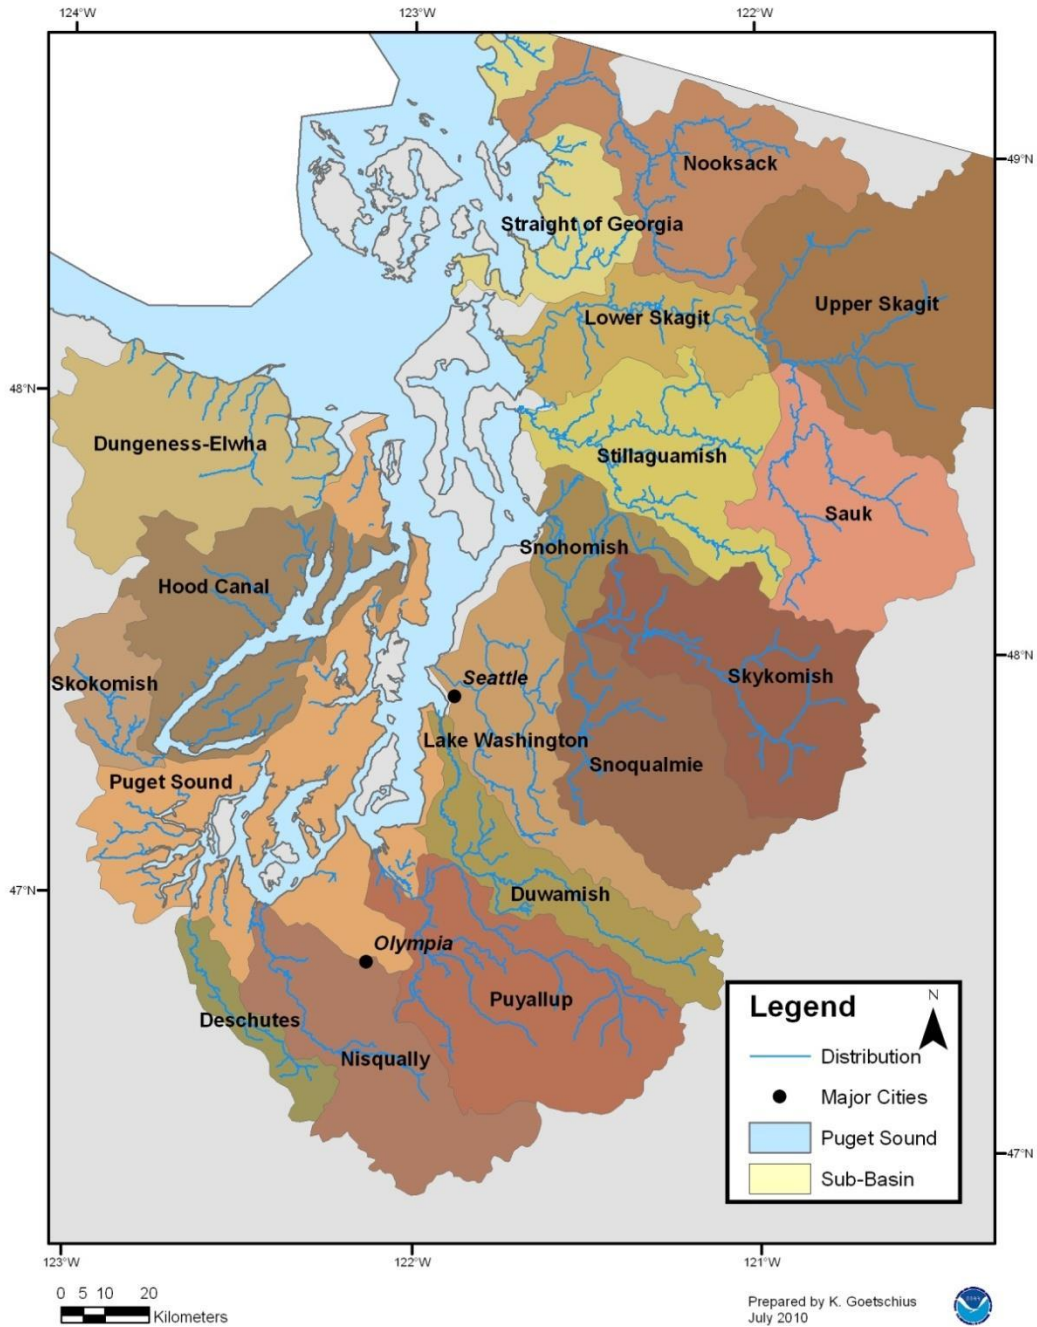 124°W 123°W 122°W
49°N
Nooksack
Straight of Georgia
Upper Skagit
Lower Skagit
48°N
Dungeness-Elwha
Stillaguamish
Sauk
Snohomish
Hood Canal
48°N
Skokomish
Seattle
Skykomish
Lake Washington
Snoqualmie
Puget Sound
47°N
Duwamish
Olympia
Puyallup
Deschutes
Nisqually
Legend
N
Distribution
Major Cities
Puget Sound
Sub-Basin
47°N
123°W 122°W 121°W
0 5 10 20
Kilometers
Prepared by K. Goetschius
July 2010
NOAA